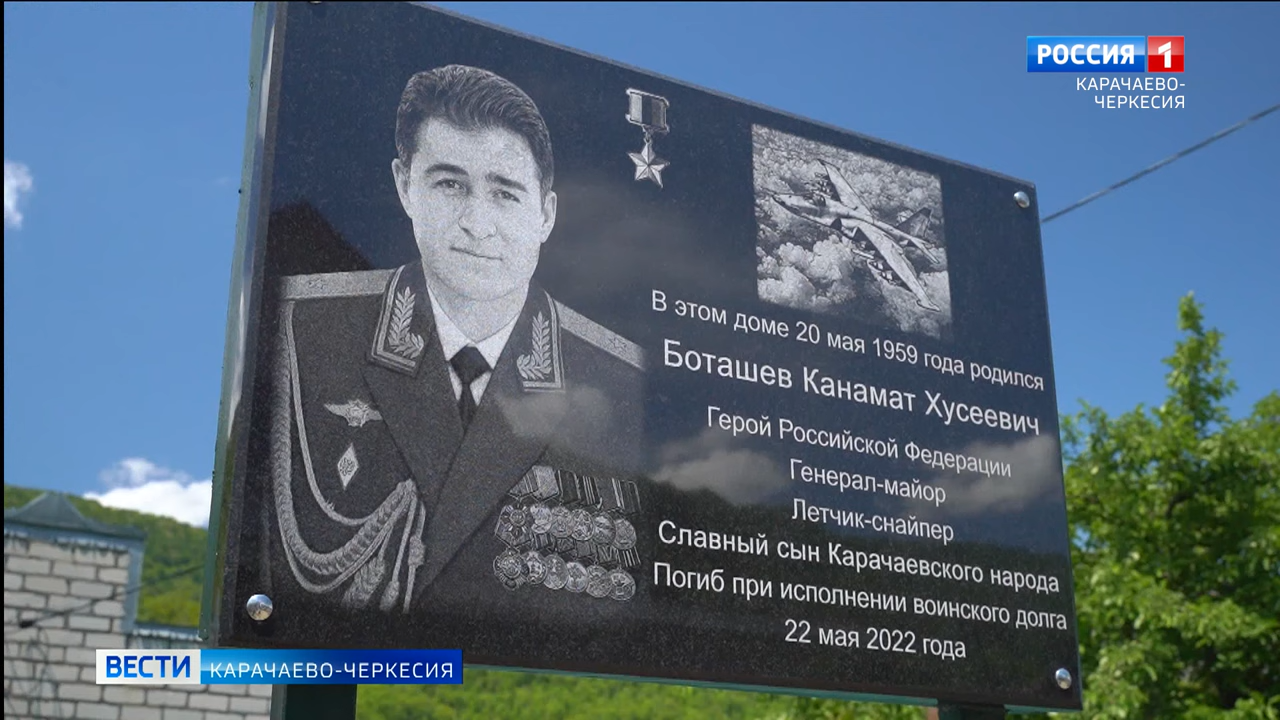 РОССИЯ 1
КАРАЧАЕВО-
ЧЕРКЕСИЯ
В этом доме 20 мая 1959 года родился
Боташев Канамат Хусеевич
Герой Российской Федерации
Генерал-майор
Летчик-снайпер
Славный сын Карачаевского народа
Погиб при исполнении воинского долга
22 мая 2022 года
ВЕСТИ КАРАЧАЕВО-ЧЕРКЕСИЯ